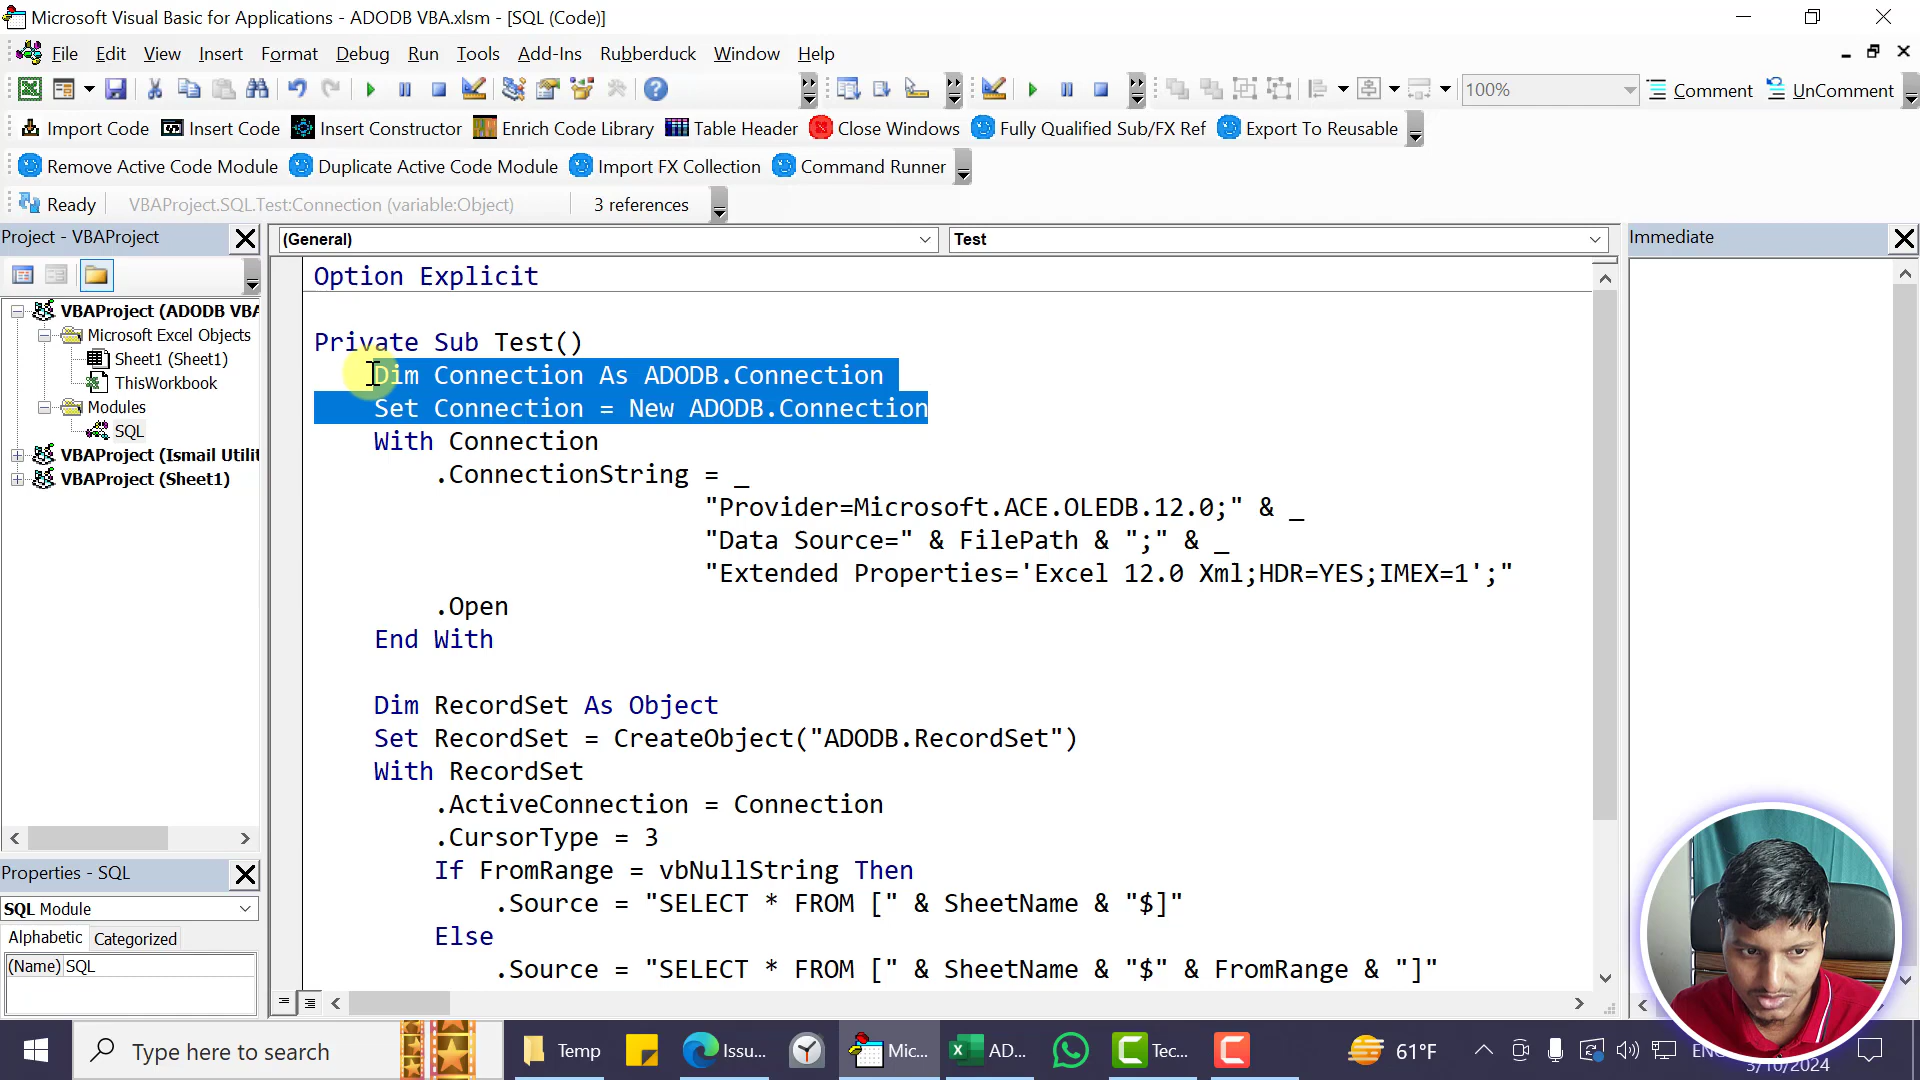 Microsoft Visual Basic for Applications - ADODB VBA.xlsm - [SQL (Code)]
File Edit View Insert Format Debug Run Tools Add-Ins Rubberduck Window Help
100% Comment UnComment
Import Code Insert Code Insert Constructor Enrich Code Library Table Header Close Windows Fully Qualified Sub/FX Ref Export To Reusable
Remove Active Code Module Duplicate Active Code Module Import FX Collection Command Runner
Ready VBAProject.SQL.Test:Connection (variable:Object) 3 references
Project - VBAProject
(General) Test
Immediate
VBAProject (ADODB VBA
Microsoft Excel Objects
Sheet1 (Sheet1)
ThisWorkbook
Modules
SQL
VBAProject (Ismail Utilit
VBAProject (Sheet1)
Option Explicit
Private Sub Test()
Dim Connection As ADODB.Connection
Set Connection = New ADODB.Connection
With Connection
.ConnectionString = _
"Provider=Microsoft.ACE.OLEDB.12.0;" & _
"Data Source=" & FilePath & ";" & _
"Extended Properties='Excel 12.0 Xml;HDR=YES;IMEX=1';"
.Open
End With
Dim RecordSet As Object
Set RecordSet = CreateObject("ADODB.RecordSet")
With RecordSet
.ActiveConnection = Connection
.CursorType = 3
If FromRange = vbNullString Then
.Source = "SELECT * FROM [" & SheetName & "$]"
Else
.Source = "SELECT * FROM [" & SheetName & "$" & FromRange & "]"
Properties - SQL
SQL Module
Alphabetic Categorized
(Name) SQL
Type here to search
Temp
Issu...
Mic...
AD...
Tec...
61°F
3/10/2024